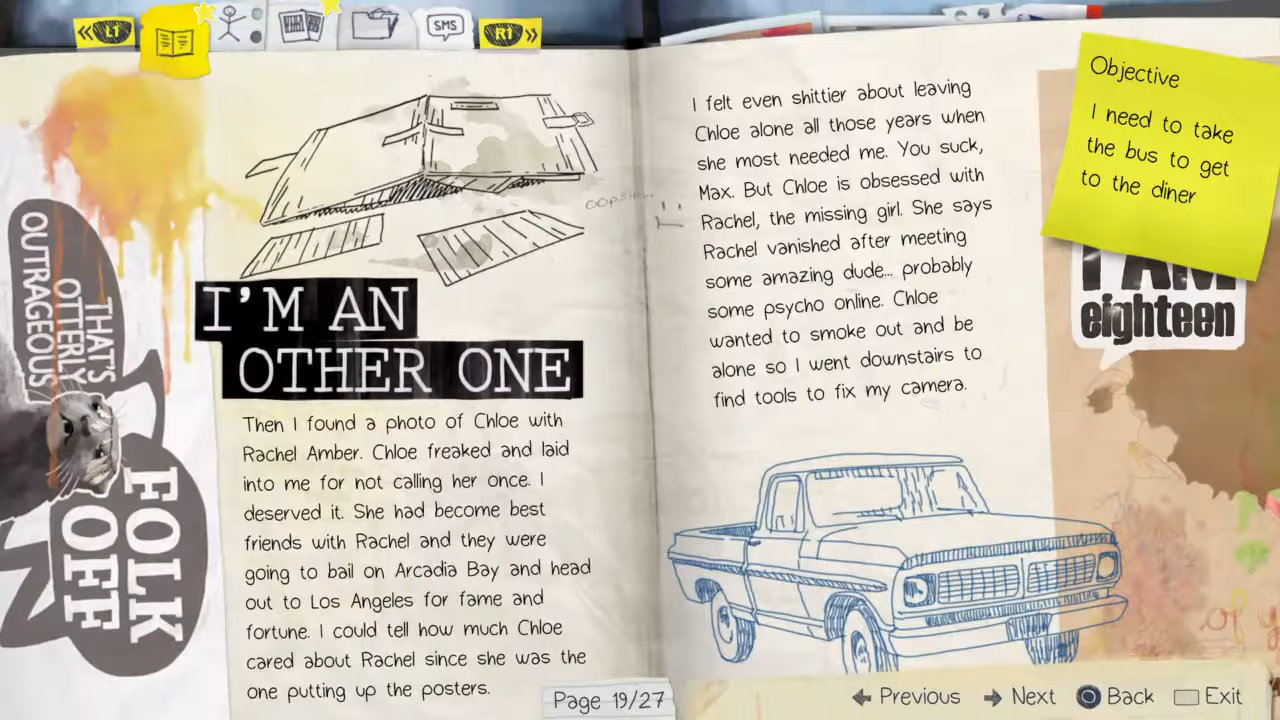 L1
SMS
R1
THAT'S
OTTERLY
OUTRAGEOUS
FOLK
OFF
oops!...
I'M AN
OTHER ONE
Then I found a photo of Chloe with
Rachel Amber. Chloe freaked and laid
into me for not calling her once. I
deserved it. She had become best
friends with Rachel and they were
going to bail on Arcadia Bay and head
out to Los Angeles for fame and
fortune. I could tell how much Chloe
cared about Rachel since she was the
one putting up the posters.
I felt even shittier about leaving
Chloe alone all those years when
she most needed me. You suck,
Max. But Chloe is obsessed with
Rachel, the missing girl. She says
Rachel vanished after meeting
some amazing dude... probably
some psycho online. Chloe
wanted to smoke out and be
alone so I went downstairs to
find tools to fix my camera.
Objective
I need to take
the bus to get
to the diner
I AM
eighteen
of y
Page 19/27
Previous
Next
Back
Exit